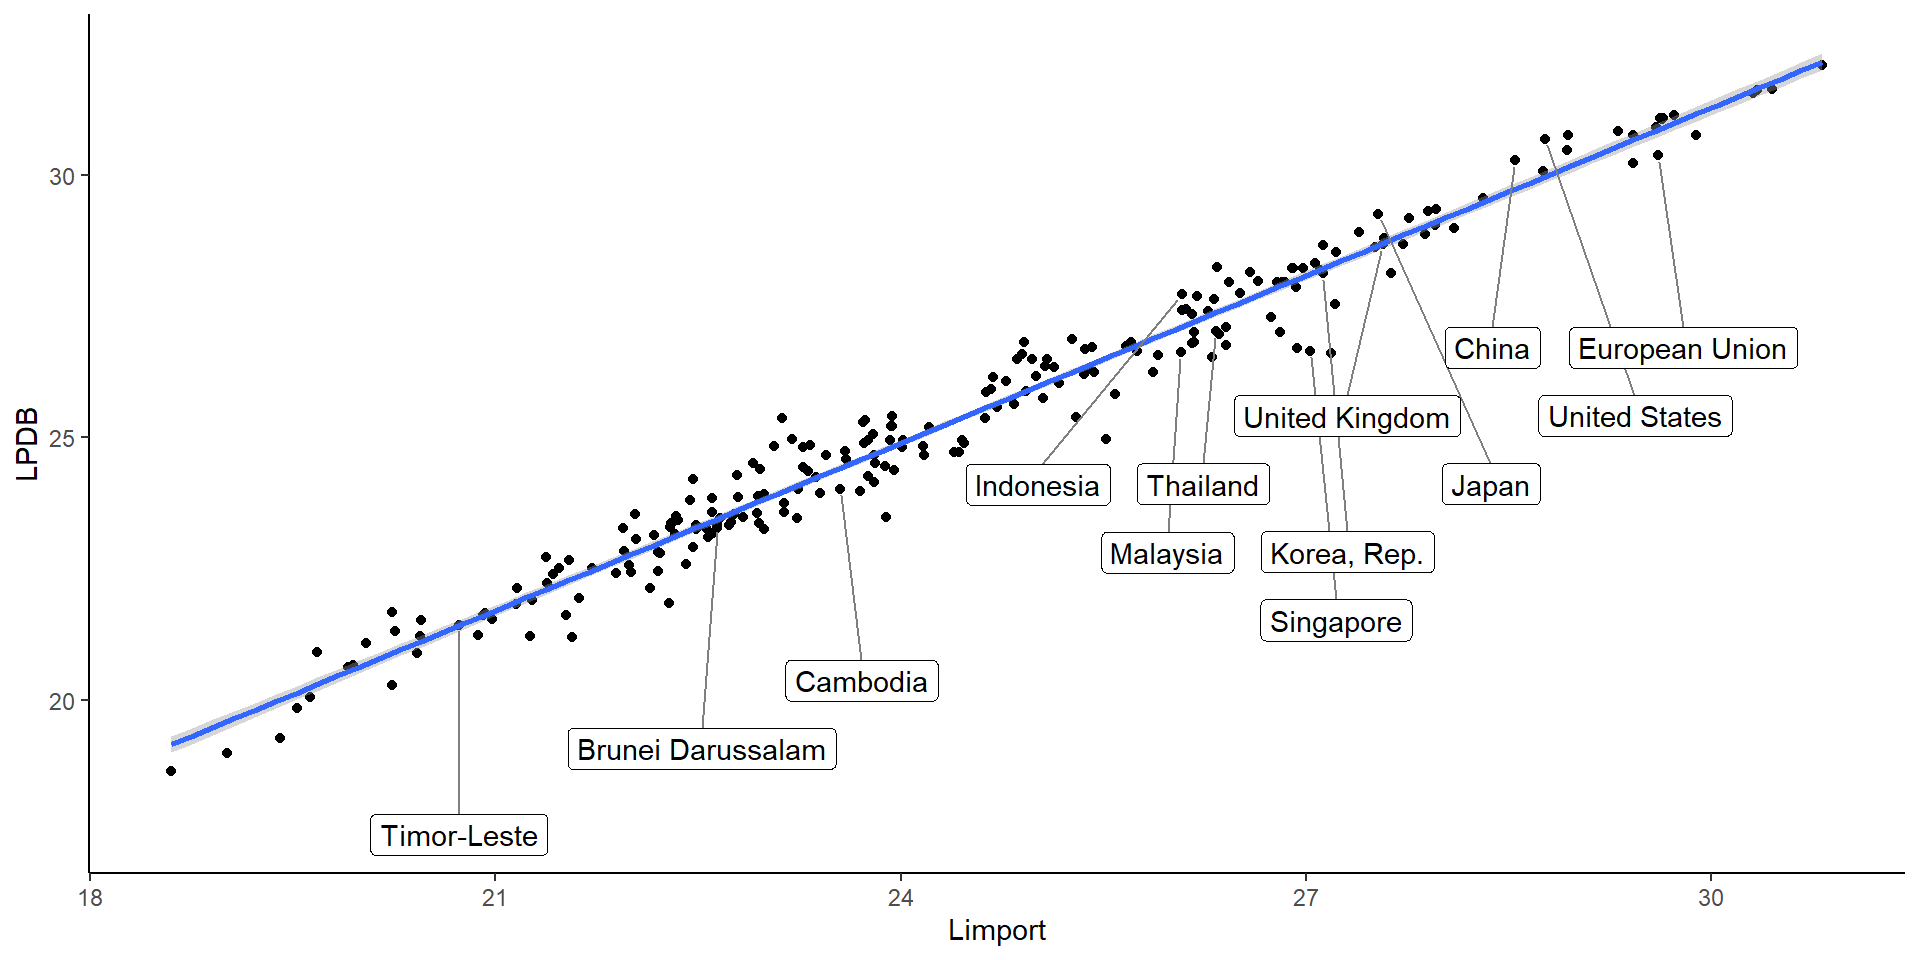 30
25
20
LPDB
China
European Union
United Kingdom
United States
Indonesia
Thailand
Japan
Malaysia
Korea, Rep.
Singapore
Cambodia
Brunei Darussalam
Timor-Leste
18
21
24
27
30
Limport